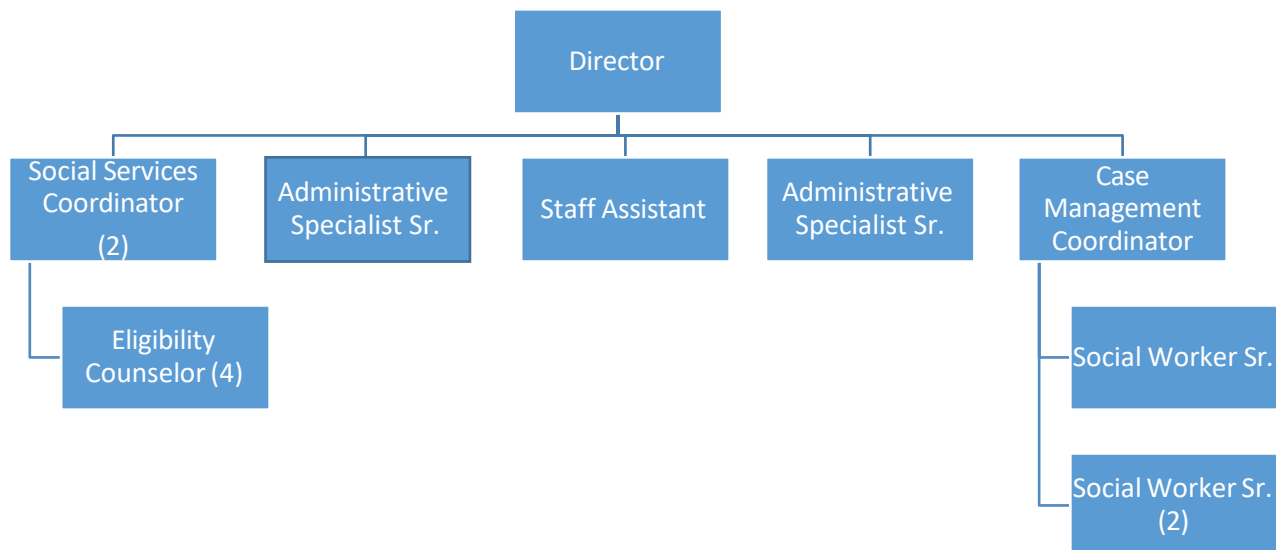 Director
Social Services
Coordinator
(2)
Administrative
Specialist Sr.
Staff Assistant
Administrative
Specialist Sr.
Case
Management
Coordinator
Eligibility
Counselor (4)
Social Worker Sr.
Social Worker Sr.
(2)